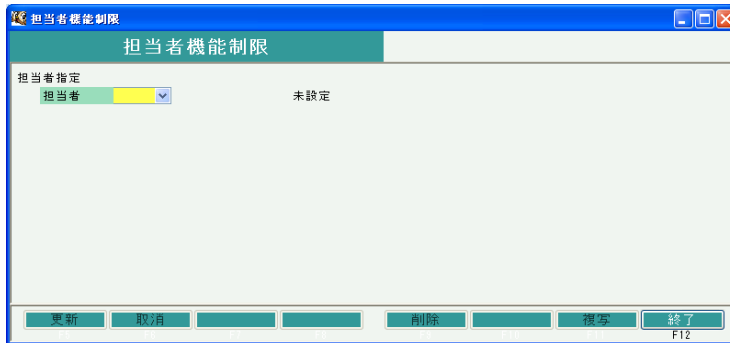 担当者機能制限
担当者機能制限
担当者指定
担当者 未設定
更新 取消 削除 複写 終了
F12